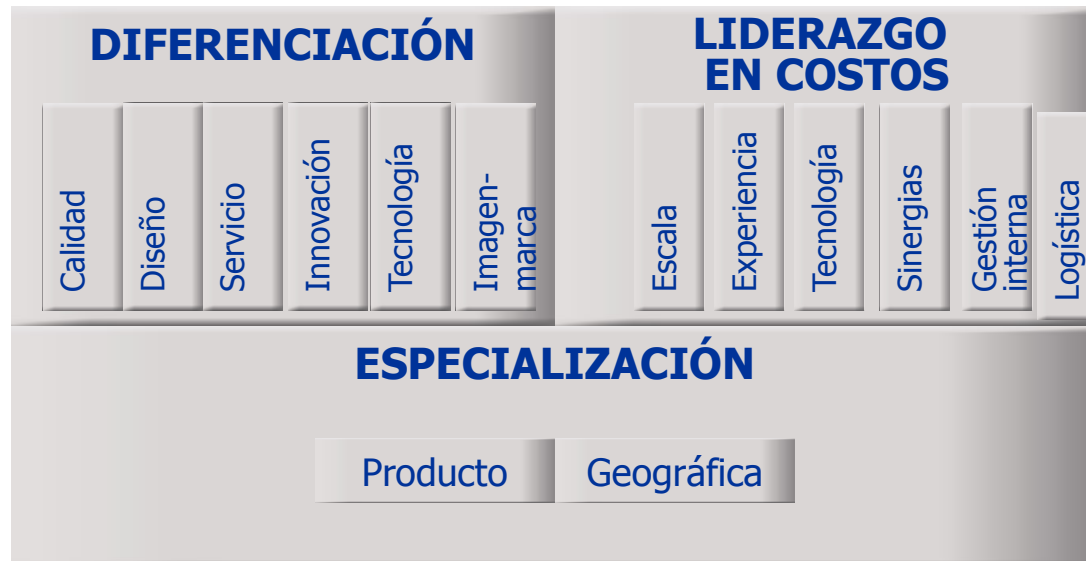 DIFERENCIACIÓN
Calidad
Diseño
Servicio
Innovación
Tecnología
Imagen-
marca
LIDERAZGO
EN COSTOS
Escala
Experiencia
Tecnología
Sinergias
Gestión
interna
Logística
ESPECIALIZACIÓN
Producto
Geográfica